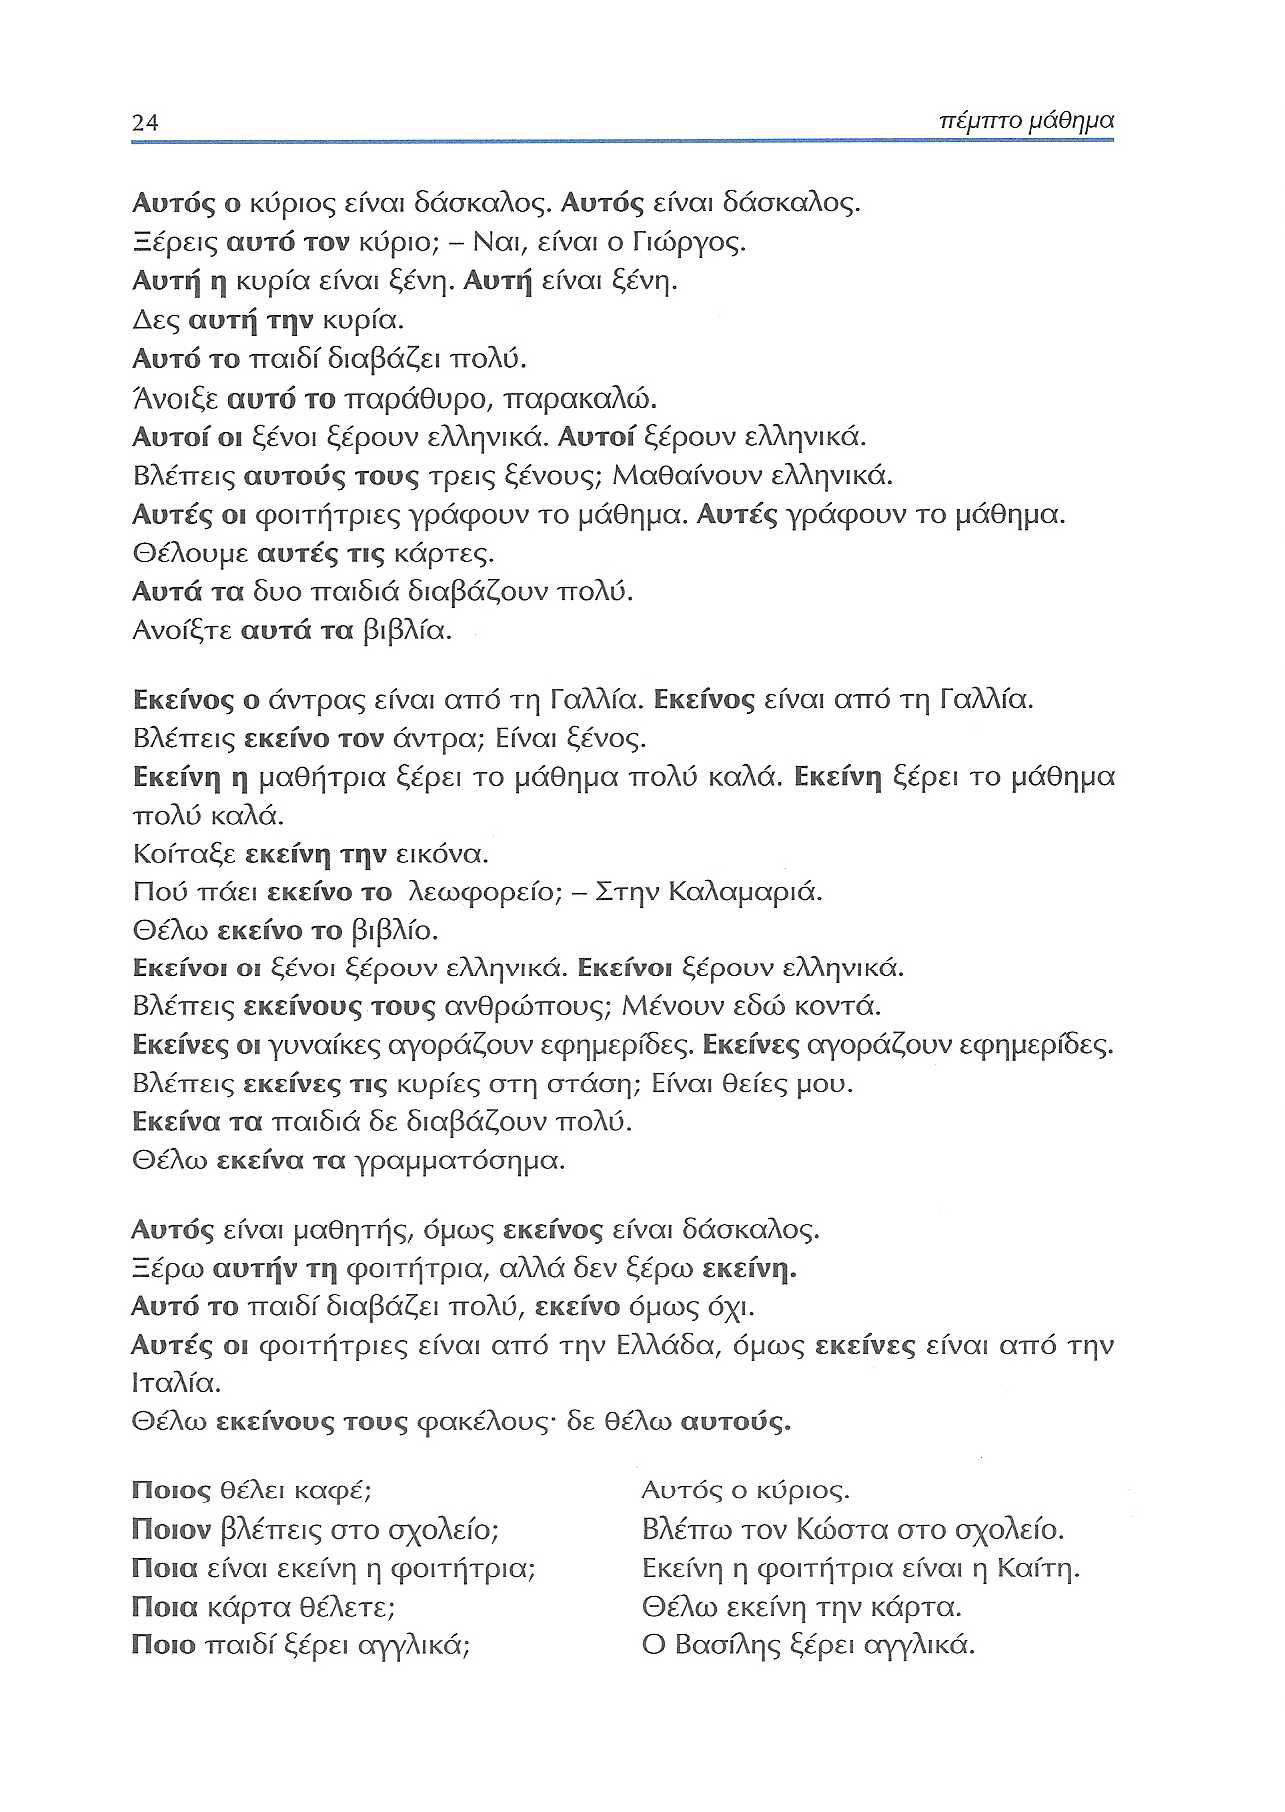 24 πέμπτο μάθημα
Αυτός ο κύριος είναι δάσκαλος. Αυτός είναι δάσκαλος.
Ξέρεις αυτό τον κύριο; – Ναι, είναι ο Γιώργος.
Αυτή η κυρία είναι ξένη. Αυτή είναι ξένη.
Δες αυτή την κυρία.
Αυτό το παιδί διαβάζει πολύ.
Άνοιξε αυτό το παράθυρο, παρακαλώ.
Αυτοί οι ξένοι ξέρουν ελληνικά. Αυτοί ξέρουν ελληνικά.
Βλέπεις αυτούς τους τρεις ξένους; Μαθαίνουν ελληνικά.
Αυτές οι φοιτήτριες γράφουν το μάθημα. Αυτές γράφουν το μάθημα.
Θέλουμε αυτές τις κάρτες.
Αυτά τα δυο παιδιά διαβάζουν πολύ.
Ανοίξτε αυτά τα βιβλία.
Εκείνος ο άντρας είναι από τη Γαλλία. Εκείνος είναι από τη Γαλλία.
Βλέπεις εκείνο τον άντρα; Είναι ξένος.
Εκείνη η μαθήτρια ξέρει το μάθημα πολύ καλά. Εκείνη ξέρει το μάθημα
πολύ καλά.
Κοίταξε εκείνη την εικόνα.
Πού πάει εκείνο το λεωφορείο; – Στην Καλαμαριά.
Θέλω εκείνο το βιβλίο.
Εκείνοι οι ξένοι ξέρουν ελληνικά. Εκείνοι ξέρουν ελληνικά.
Βλέπεις εκείνους τους ανθρώπους; Μένουν εδώ κοντά.
Εκείνες οι γυναίκες αγοράζουν εφημερίδες. Εκείνες αγοράζουν εφημερίδες.
Βλέπεις εκείνες τις κυρίες στη στάση; Είναι θείες μου.
Εκείνα τα παιδιά δε διαβάζουν πολύ.
Θέλω εκείνα τα γραμματόσημα.
Αυτός είναι μαθητής, όμως εκείνος είναι δάσκαλος.
Ξέρω αυτήν τη φοιτήτρια, αλλά δεν ξέρω εκείνη.
Αυτό το παιδί διαβάζει πολύ, εκείνο όμως όχι.
Αυτές οι φοιτήτριες είναι από την Ελλάδα, όμως εκείνες είναι από την
Ιταλία.
Θέλω εκείνους τους φακέλους· δε θέλω αυτούς.
Ποιος θέλει καφέ; Αυτός ο κύριος.
Ποιον βλέπεις στο σχολείο; Βλέπω τον Κώστα στο σχολείο.
Ποια είναι εκείνη η φοιτήτρια; Εκείνη η φοιτήτρια είναι η Καίτη.
Ποια κάρτα θέλετε; Θέλω εκείνη την κάρτα.
Ποιο παιδί ξέρει αγγλικά; Ο Βασίλης ξέρει αγγλικά.